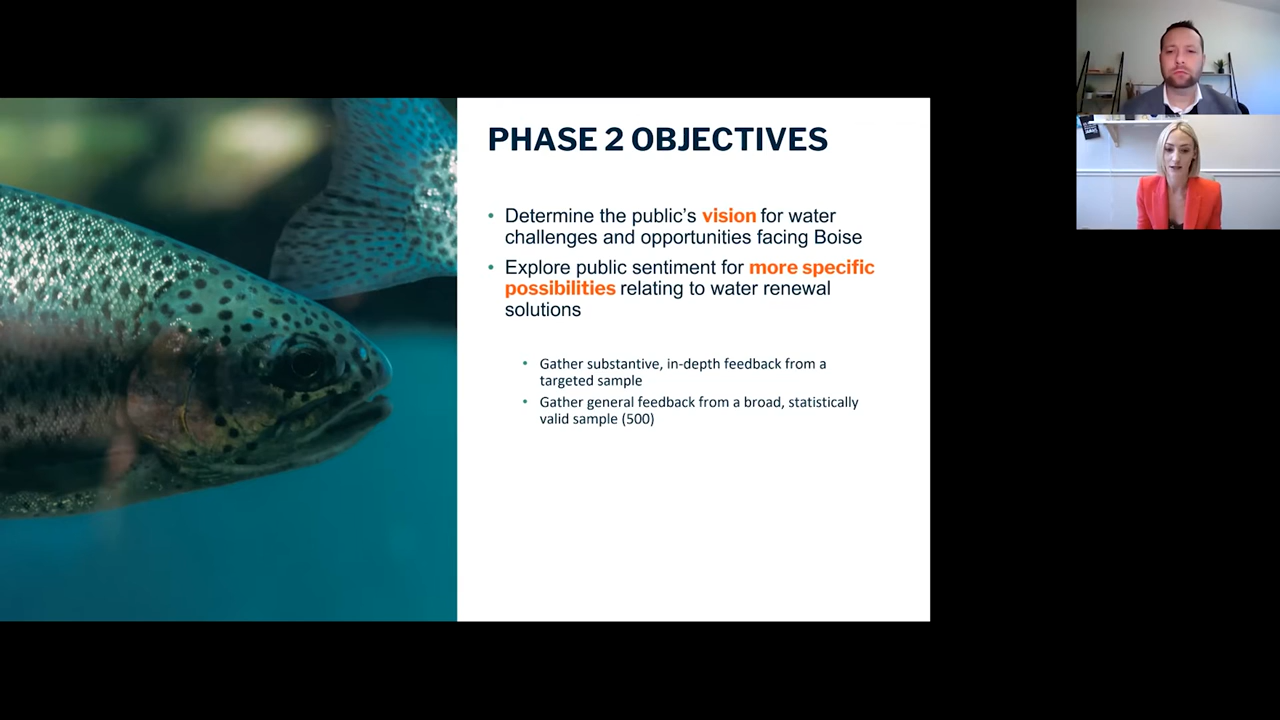 PHASE 2 OBJECTIVES
• Determine the public's vision for water
challenges and opportunities facing Boise
• Explore public sentiment for more specific
possibilities relating to water renewal
solutions
• Gather substantive, in-depth feedback from a
targeted sample
• Gather general feedback from a broad, statistically
valid sample (500)